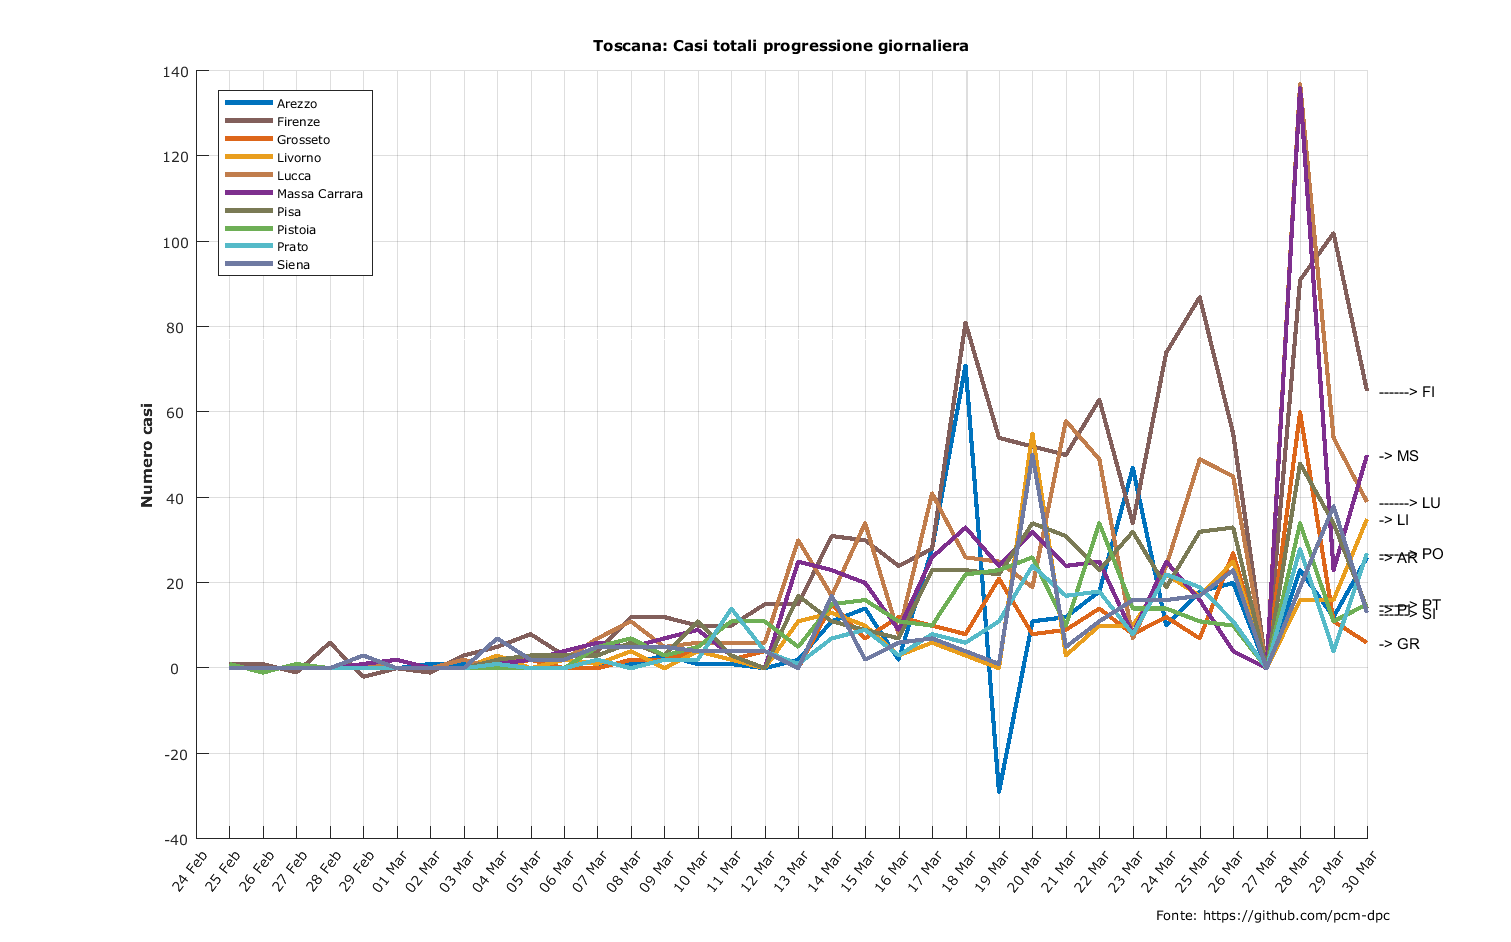 Toscana: Casi totali progressione giornaliera
Numero casi
140
120
100
80
60
40
20
0
-20
-40
Arezzo
Firenze
Grosseto
Livorno
Lucca
Massa Carrara
Pisa
Pistoia
Prato
Siena
------> FI
-> MS
------> LU
-> LI
------> PO
-> AR
------> PT
-> PI
------> SI
-> GR
24 Feb
25 Feb
26 Feb
27 Feb
28 Feb
29 Feb
01 Mar
02 Mar
03 Mar
04 Mar
05 Mar
06 Mar
07 Mar
08 Mar
09 Mar
10 Mar
11 Mar
12 Mar
13 Mar
14 Mar
15 Mar
16 Mar
17 Mar
18 Mar
19 Mar
20 Mar
21 Mar
22 Mar
23 Mar
24 Mar
25 Mar
26 Mar
27 Mar
28 Mar
29 Mar
30 Mar
Fonte: https://github.com/pcm-dpc